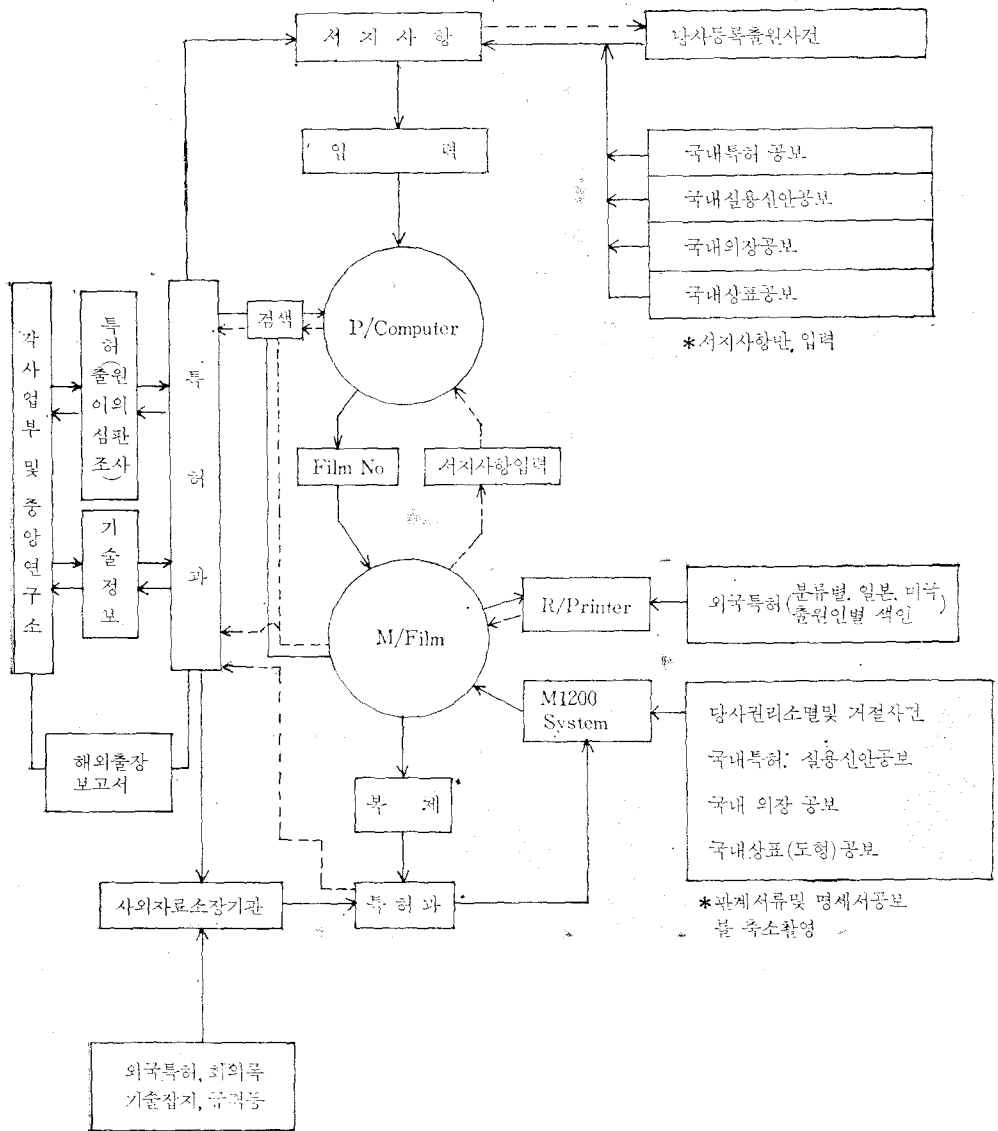 서 지 사 항
당사등록출원사건
입 력
국내특허 공보
국내실용신안공보
국내의장공보
국내상표공보
*서지사항만, 입력
P/Computer
검색
각 사 업 부 및 중 앙 연 구 소
특허(출원 이의 심판 조사)
기 술 정 보
특 허 과
Film No
서지사항입력
M/Film
R/Printer
외국특허(분류별. 일본, 미국
출원인별 색인)
M1200
System
당사권리소멸및 거절사건
국내특허: 실용신안공보
국내 의장 공보
국내상표(도형)공보
*관계서류및 명세서공보
를 축소촬영
해외출장
보고서
복 제
사외자료소장기관
특 허 과
외국특허, 회의록
기술잡지, 규격등